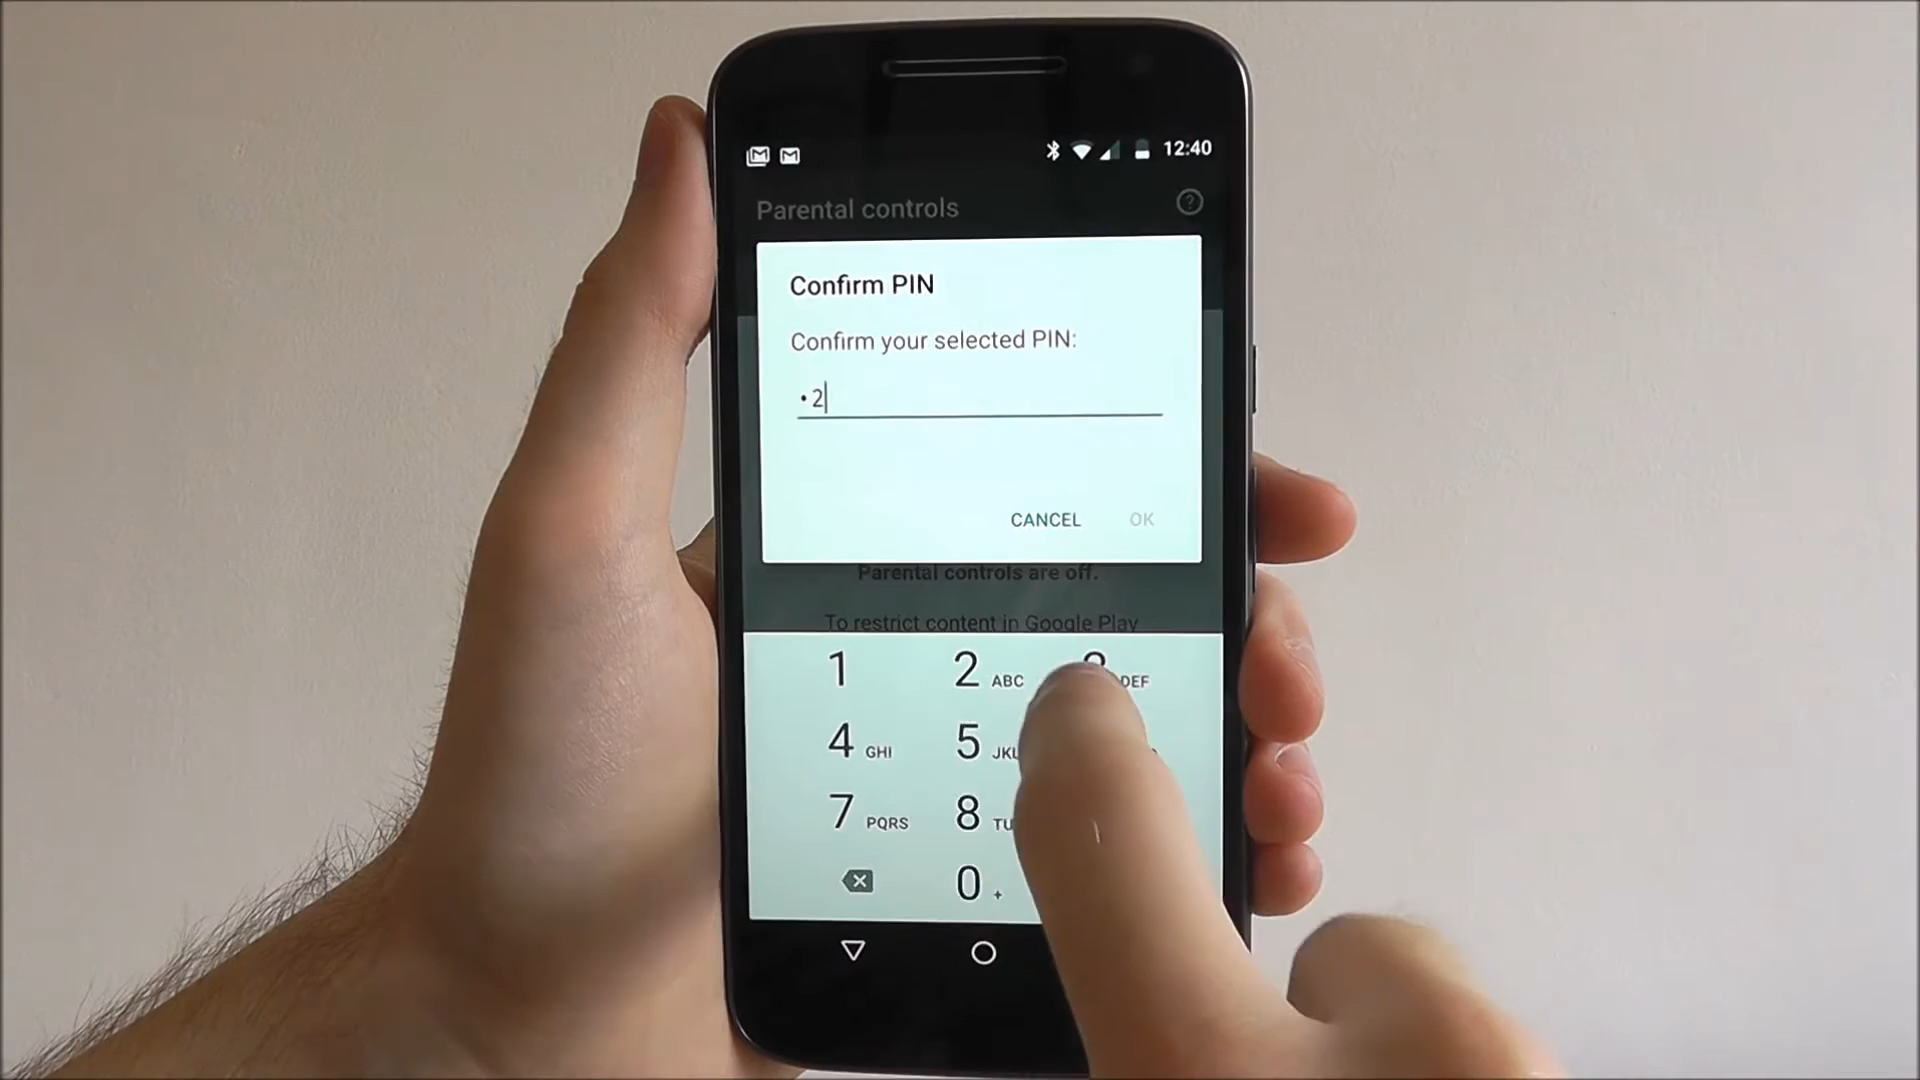 12:40
Parental controls
?
Confirm PIN
Confirm your selected PIN:
•2
CANCEL OK
Parental controls are off.
To restrict content in Google Play
1 2 ABC DEF
4 GHI 5 JKL
7 PQRS 8
0 +